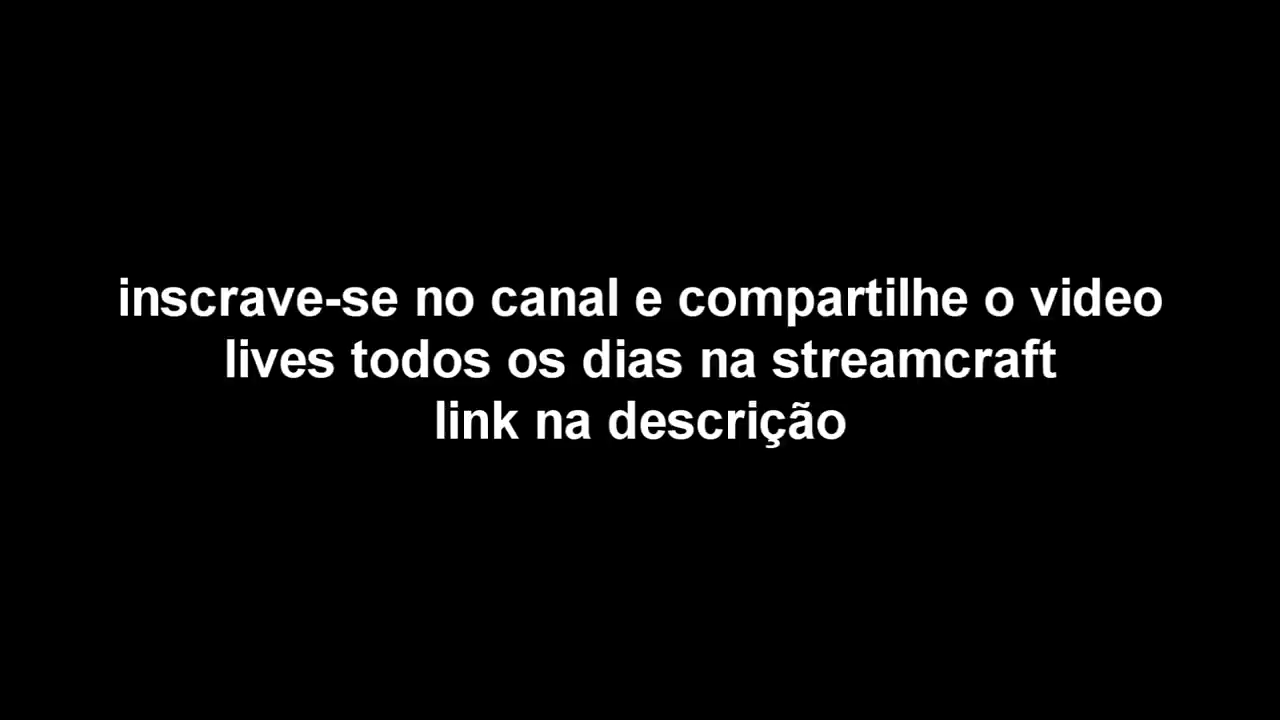 inscrave-se no canal e compartilhe o video
lives todos os dias na streamcraft
link na descrição